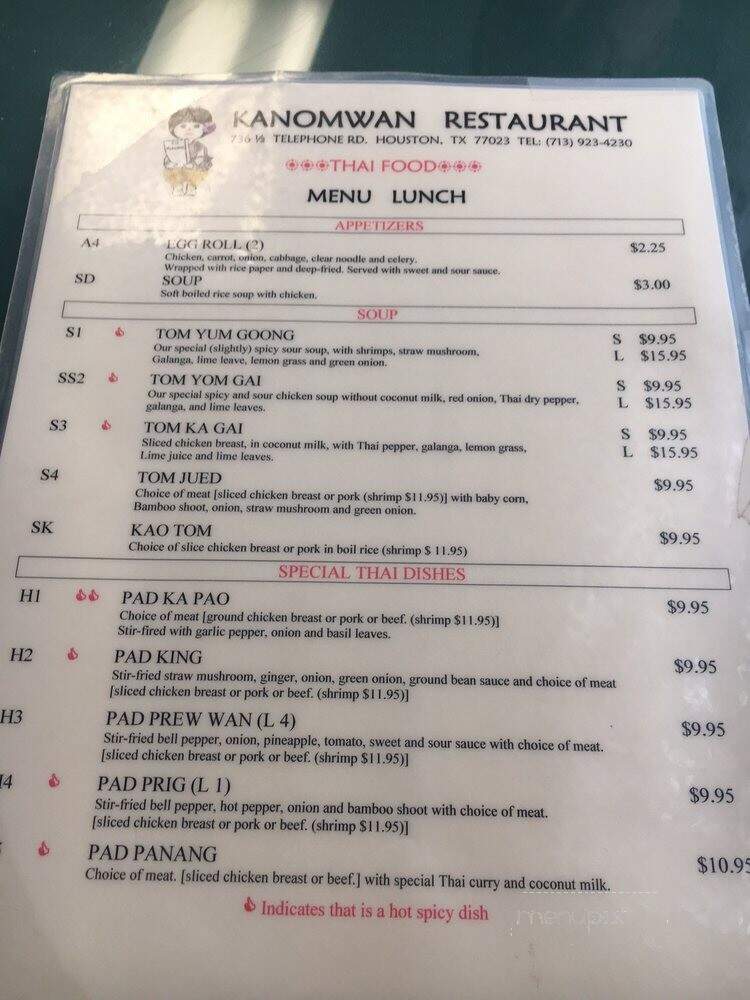 KANOMWAN RESTAURANT
736 ½ TELEPHONE RD. HOUSTON, TX 77023 TEL: (713) 923-4230
THAI FOOD
MENU LUNCH
APPETIZERS
A4 EGG ROLL (2) $2.25
Chicken, carrot, onion, cabbage, clear noodle and celery.
Wrapped with rice paper and deep-fried. Served with sweet and sour sauce.
SD SOUP $3.00
Soft boiled rice soup with chicken.
SOUP
S1 TOM YUM GOONG S $9.95
Our special (slightly) spicy sour soup, with shrimps, straw mushroom, L $15.95
Galanga, lime leave, lemon grass and green onion.
SS2 TOM YOM GAI S $9.95
Our special spicy and sour chicken soup without coconut milk, red onion, Thai dry pepper, L $15.95
galanga, and lime leaves.
S3 TOM KA GAI S $9.95
Sliced chicken breast, in coconut milk, with Thai pepper, galanga, lemon grass, L $15.95
Lime juice and lime leaves.
S4 TOM JUED $9.95
Choice of meat [sliced chicken breast or pork (shrimp $11.95)] with baby corn,
Bamboo shoot, onion, straw mushroom and green onion.
SK KAO TOM $9.95
Choice of slice chicken breast or pork in boil rice (shrimp $ 11.95)
SPECIAL THAI DISHES
H1 PAD KA PAO $9.95
Choice of meat [ground chicken breast or pork or beef. (shrimp $11.95)]
Stir-fired with garlic pepper, onion and basil leaves.
H2 PAD KING $9.95
Stir-fried straw mushroom, ginger, onion, green onion, ground bean sauce and choice of meat
[sliced chicken breast or pork or beef. (shrimp $11.95)]
H3 PAD PREW WAN (L 4) $9.95
Stir-fried bell pepper, onion, pineapple, tomato, sweet and sour sauce with choice of meat.
[sliced chicken breast or pork or beef. (shrimp $11.95)]
4 PAD PRIG (L 1) $9.95
Stir-fried bell pepper, hot pepper, onion and bamboo shoot with choice of meat.
[sliced chicken breast or pork or beef. (shrimp $11.95)]
PAD PANANG $10.95
Choice of meat. [sliced chicken breast or beef.] with special Thai curry and coconut milk.
Indicates that is a hot spicy dish
menupix